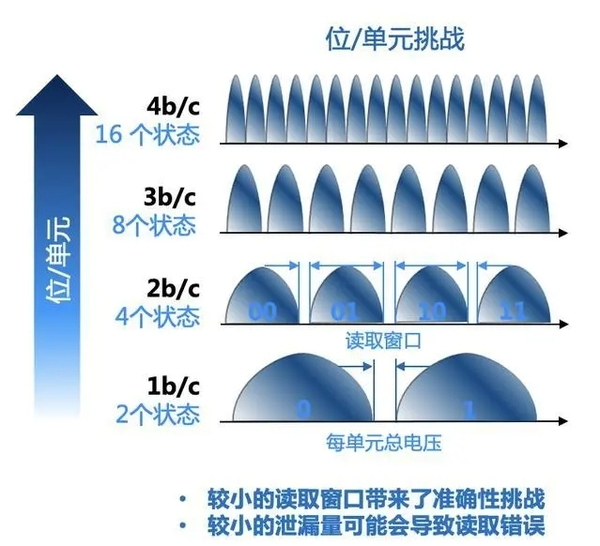 位/单元挑战
4b/c
16 个状态
3b/c
8个状态
位/单元
2b/c
4个状态
00 01 10 11
读取窗口
1b/c
2个状态
0 1
每单元总电压
• 较小的读取窗口带来了准确性挑战
• 较小的泄漏量可能会导致读取错误